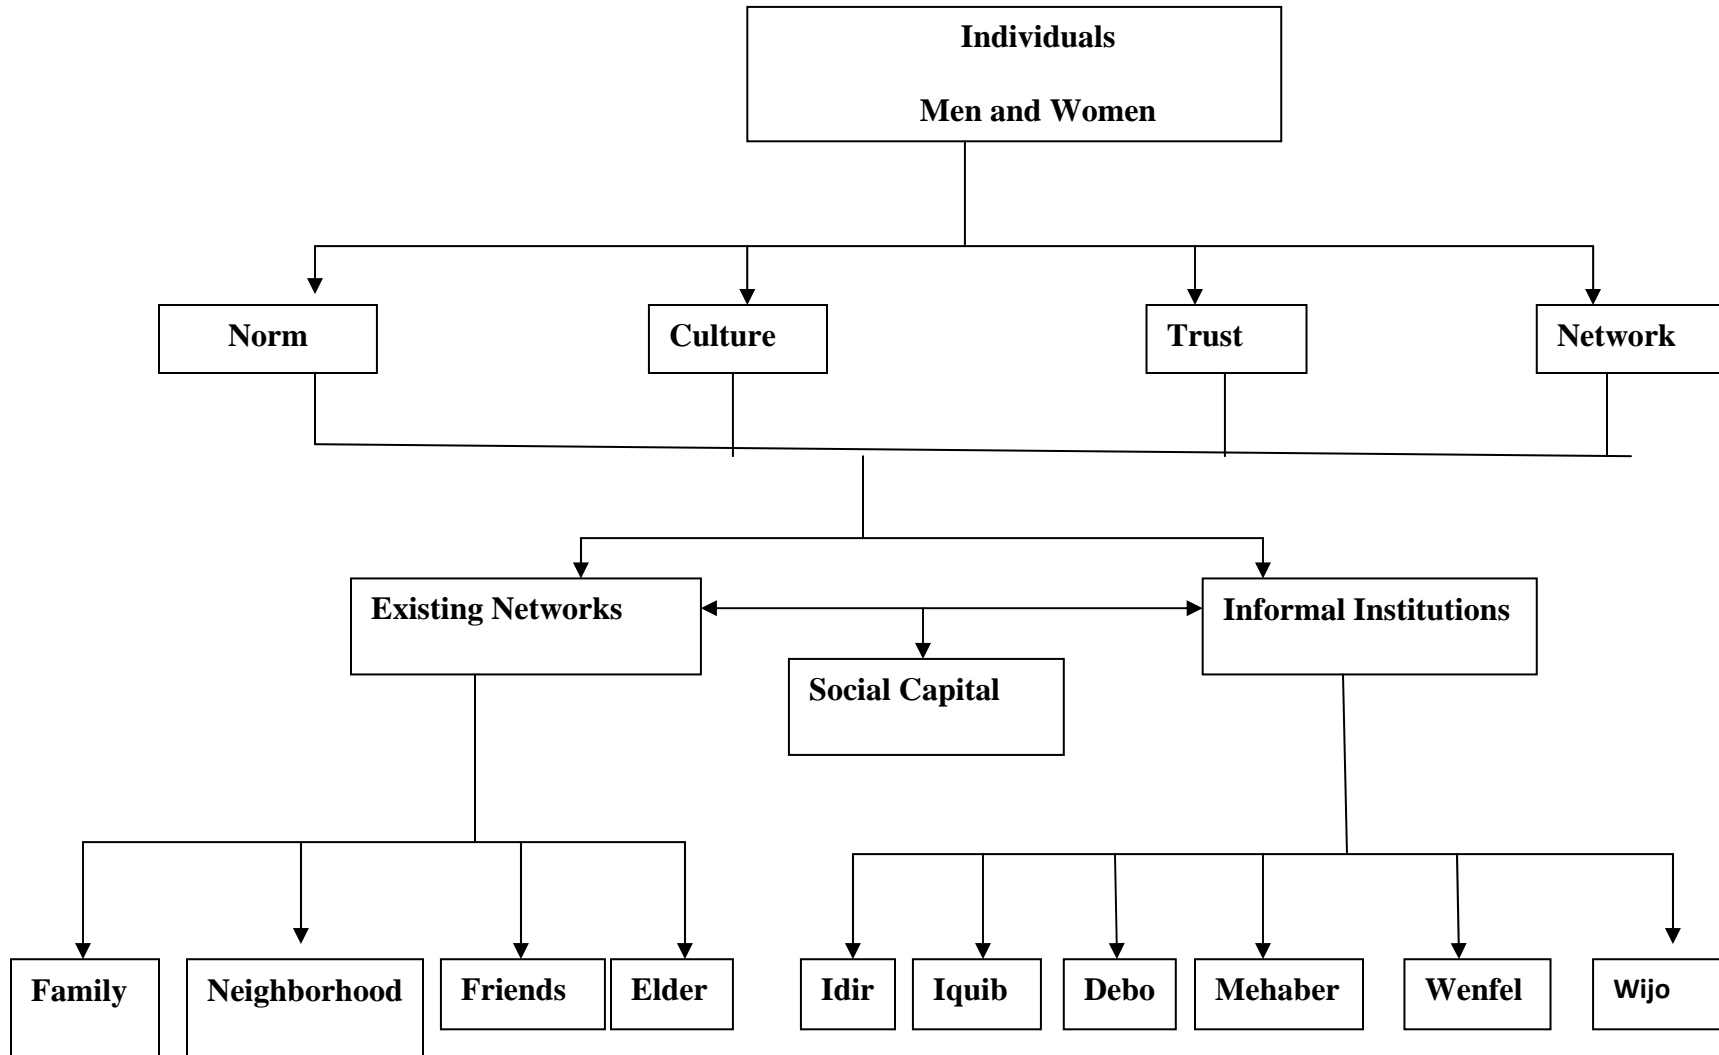 Individuals
Men and Women
Norm
Culture
Trust
Network
Existing Networks
Informal Institutions
Social Capital
Family
Neighborhood
Friends
Elder
Idir
Iquib
Debo
Mehaber
Wenfel
Wijo